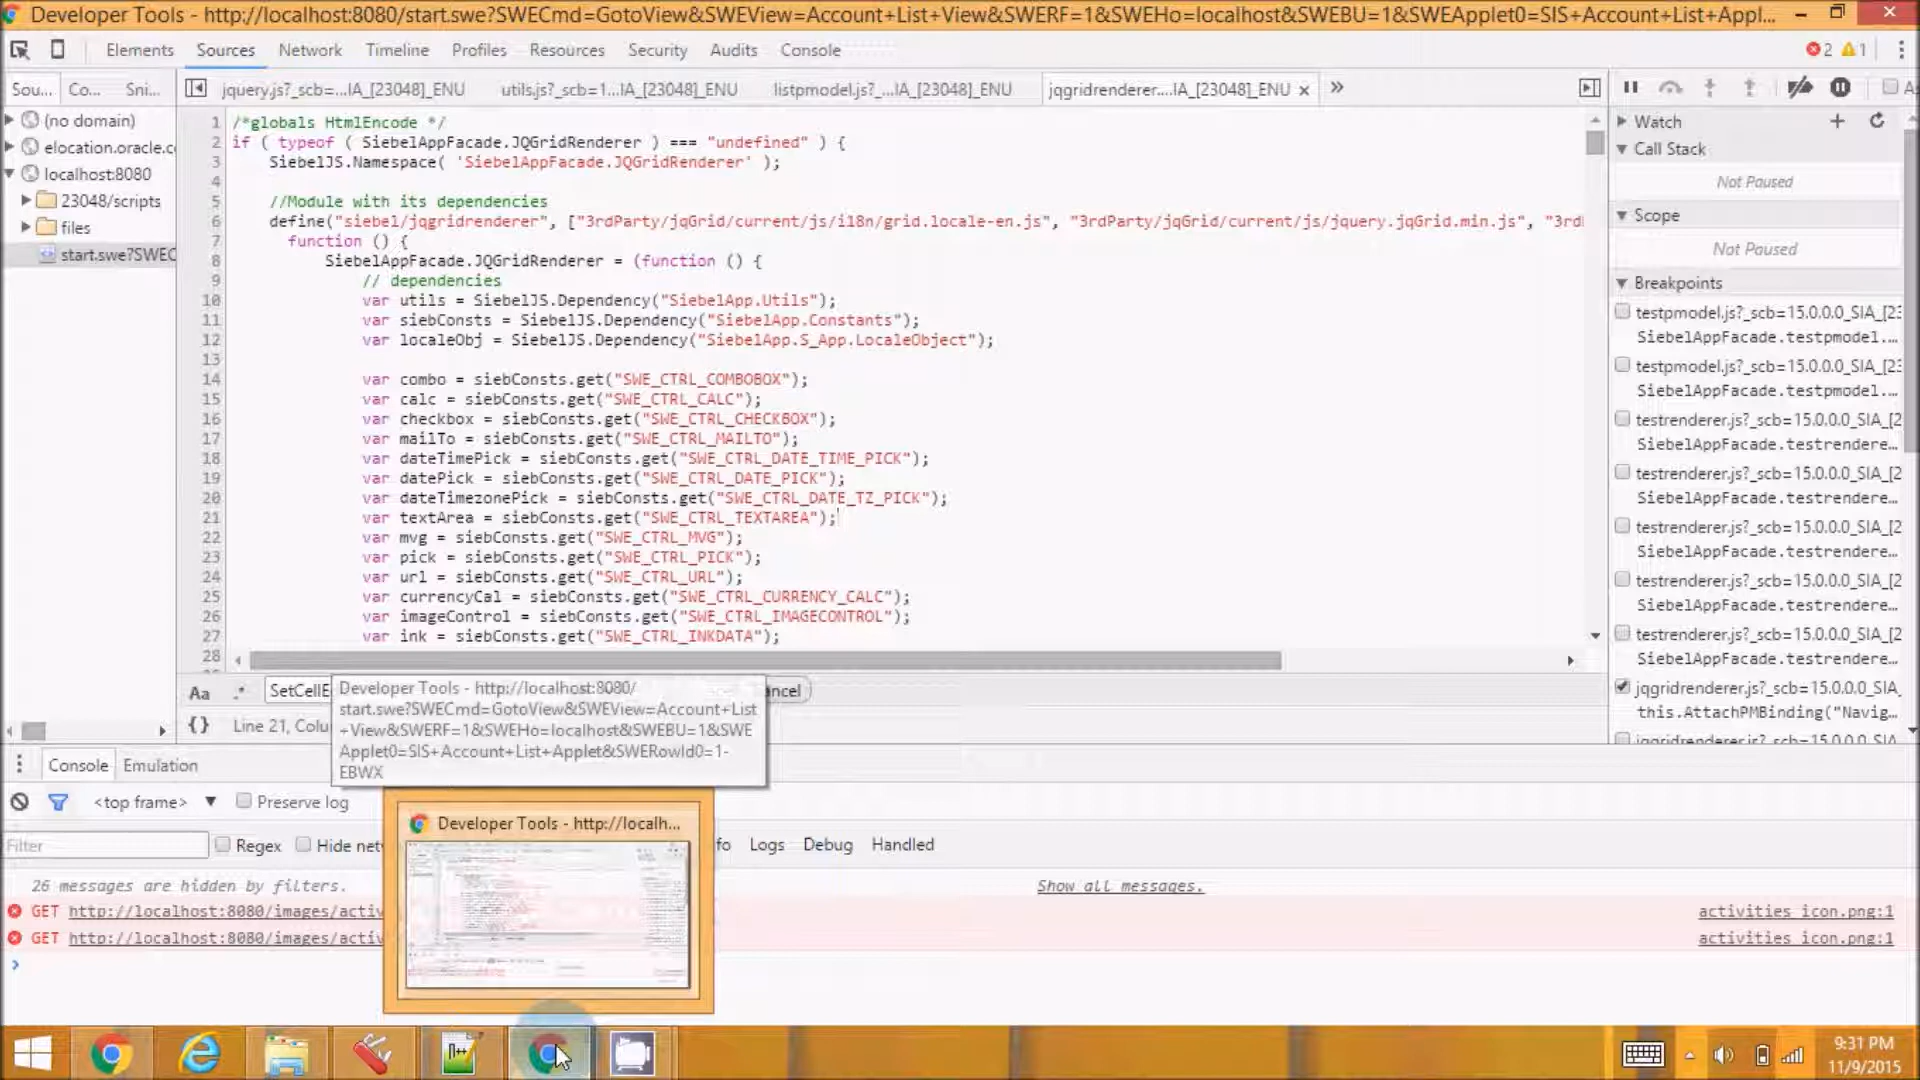 Developer Tools - http://localhost:8080/start.swe?SWECmd=GotoView&SWEView=Account+List+View&SWERF=1&SWEHo=localhost&SWEBU=1&SWEApplet0=SIS+Account+List+Appl...
Elements Sources Network Timeline Profiles Resources Security Audits Console
2 1
Sou... Co... Sni...
jquery.js?_scb=...IA_[23048]_ENU utils.js?_scb=1...IA_[23048]_ENU listpmodel.js?_...IA_[23048]_ENU jqgridrenderer....IA_[23048]_ENU × »
(no domain)
elocation.oracle.c
localhost:8080
23048/scripts
files
start.swe?SWEC
1 /*globals HtmlEncode */
2 if ( typeof ( SiebelAppFacade.JQGridRenderer ) === "undefined" ) {
3 SiebelJS.Namespace( 'SiebelAppFacade.JQGridRenderer' );
4
5 //Module with its dependencies
6 define("siebel/jqgridrenderer", ["3rdParty/jqGrid/current/js/i18n/grid.locale-en.js", "3rdParty/jqGrid/current/js/jquery.jqGrid.min.js", "3rd
7 function () {
8 SiebelAppFacade.JQGridRenderer = (function () {
9 // dependencies
10 var utils = SiebelJS.Dependency("SiebelApp.Utils");
11 var siebConsts = SiebelJS.Dependency("SiebelApp.Constants");
12 var localeObj = SiebelJS.Dependency("SiebelApp.S_App.LocaleObject");
13
14 var combo = siebConsts.get("SWE_CTRL_COMBOBOX");
15 var calc = siebConsts.get("SWE_CTRL_CALC");
16 var checkbox = siebConsts.get("SWE_CTRL_CHECKBOX");
17 var mailTo = siebConsts.get("SWE_CTRL_MAILTO");
18 var dateTimePick = siebConsts.get("SWE_CTRL_DATE_TIME_PICK");
19 var datePick = siebConsts.get("SWE_CTRL_DATE_PICK");
20 var dateTimezonePick = siebConsts.get("SWE_CTRL_DATE_TZ_PICK");
21 var textArea = siebConsts.get("SWE_CTRL_TEXTAREA");
22 var mvg = siebConsts.get("SWE_CTRL_MVG");
23 var pick = siebConsts.get("SWE_CTRL_PICK");
24 var url = siebConsts.get("SWE_CTRL_URL");
25 var currencyCal = siebConsts.get("SWE_CTRL_CURRENCY_CALC");
26 var imageControl = siebConsts.get("SWE_CTRL_IMAGECONTROL");
27 var ink = siebConsts.get("SWE_CTRL_INKDATA");
28
Watch
Call Stack
Not Paused
Scope
Not Paused
Breakpoints
testpmodel.js?_scb=15.0.0.0_SIA_[23
SiebelAppFacade.testpmodel....
testpmodel.js?_scb=15.0.0.0_SIA_[23
SiebelAppFacade.testpmodel....
testrenderer.js?_scb=15.0.0.0_SIA_[2
SiebelAppFacade.testrendere...
testrenderer.js?_scb=15.0.0.0_SIA_[2
SiebelAppFacade.testrendere...
testrenderer.js?_scb=15.0.0.0_SIA_[2
SiebelAppFacade.testrendere...
testrenderer.js?_scb=15.0.0.0_SIA_[2
SiebelAppFacade.testrendere...
testrenderer.js?_scb=15.0.0.0_SIA_[2
SiebelAppFacade.testrendere...
jqgridrenderer.js?_scb=15.0.0.0_SIA_
this.AttachPMBinding("Navig...
jqgridrenderer.js?_scb=15.0.0.0_SIA_
Aa .* SetCellE ancel
{} Line 21, Colu
Developer Tools - http://localhost:8080/
start.swe?SWECmd=GotoView&SWEView=Account+List
+View&SWERF=1&SWEHo=localhost&SWEBU=1&SWE
Applet0=SIS+Account+List+Applet&SWERowId0=1-
EBWX
Console Emulation
<top frame> ▼ Preserve log
Filter Regex Hide net fo Logs Debug Handled
Developer Tools - http://localh...
26 messages are hidden by filters. Show all messages.
GET http://localhost:8080/images/activ activities_icon.png:1
GET http://localhost:8080/images/activ activities_icon.png:1
9:31 PM
11/9/2015